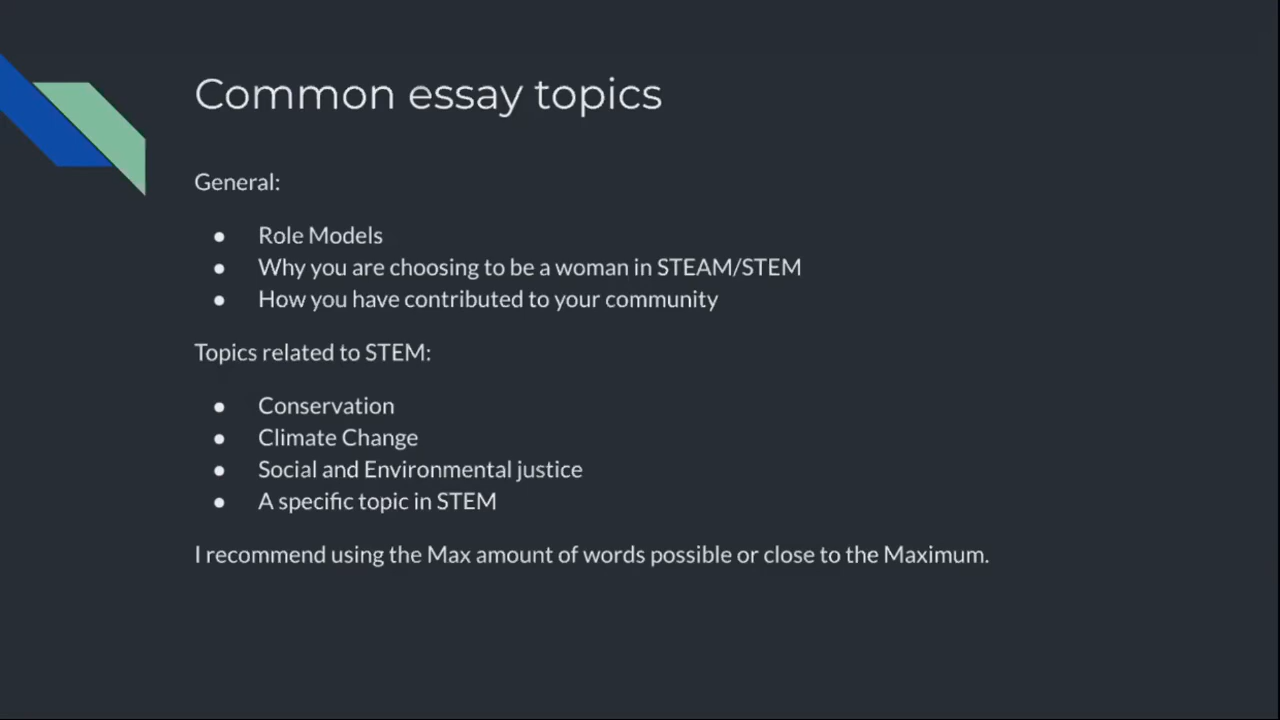 Common essay topics
General:
● Role Models
● Why you are choosing to be a woman in STEAM/STEM
● How you have contributed to your community
Topics related to STEM:
● Conservation
● Climate Change
● Social and Environmental justice
● A specific topic in STEM
I recommend using the Max amount of words possible or close to the Maximum.